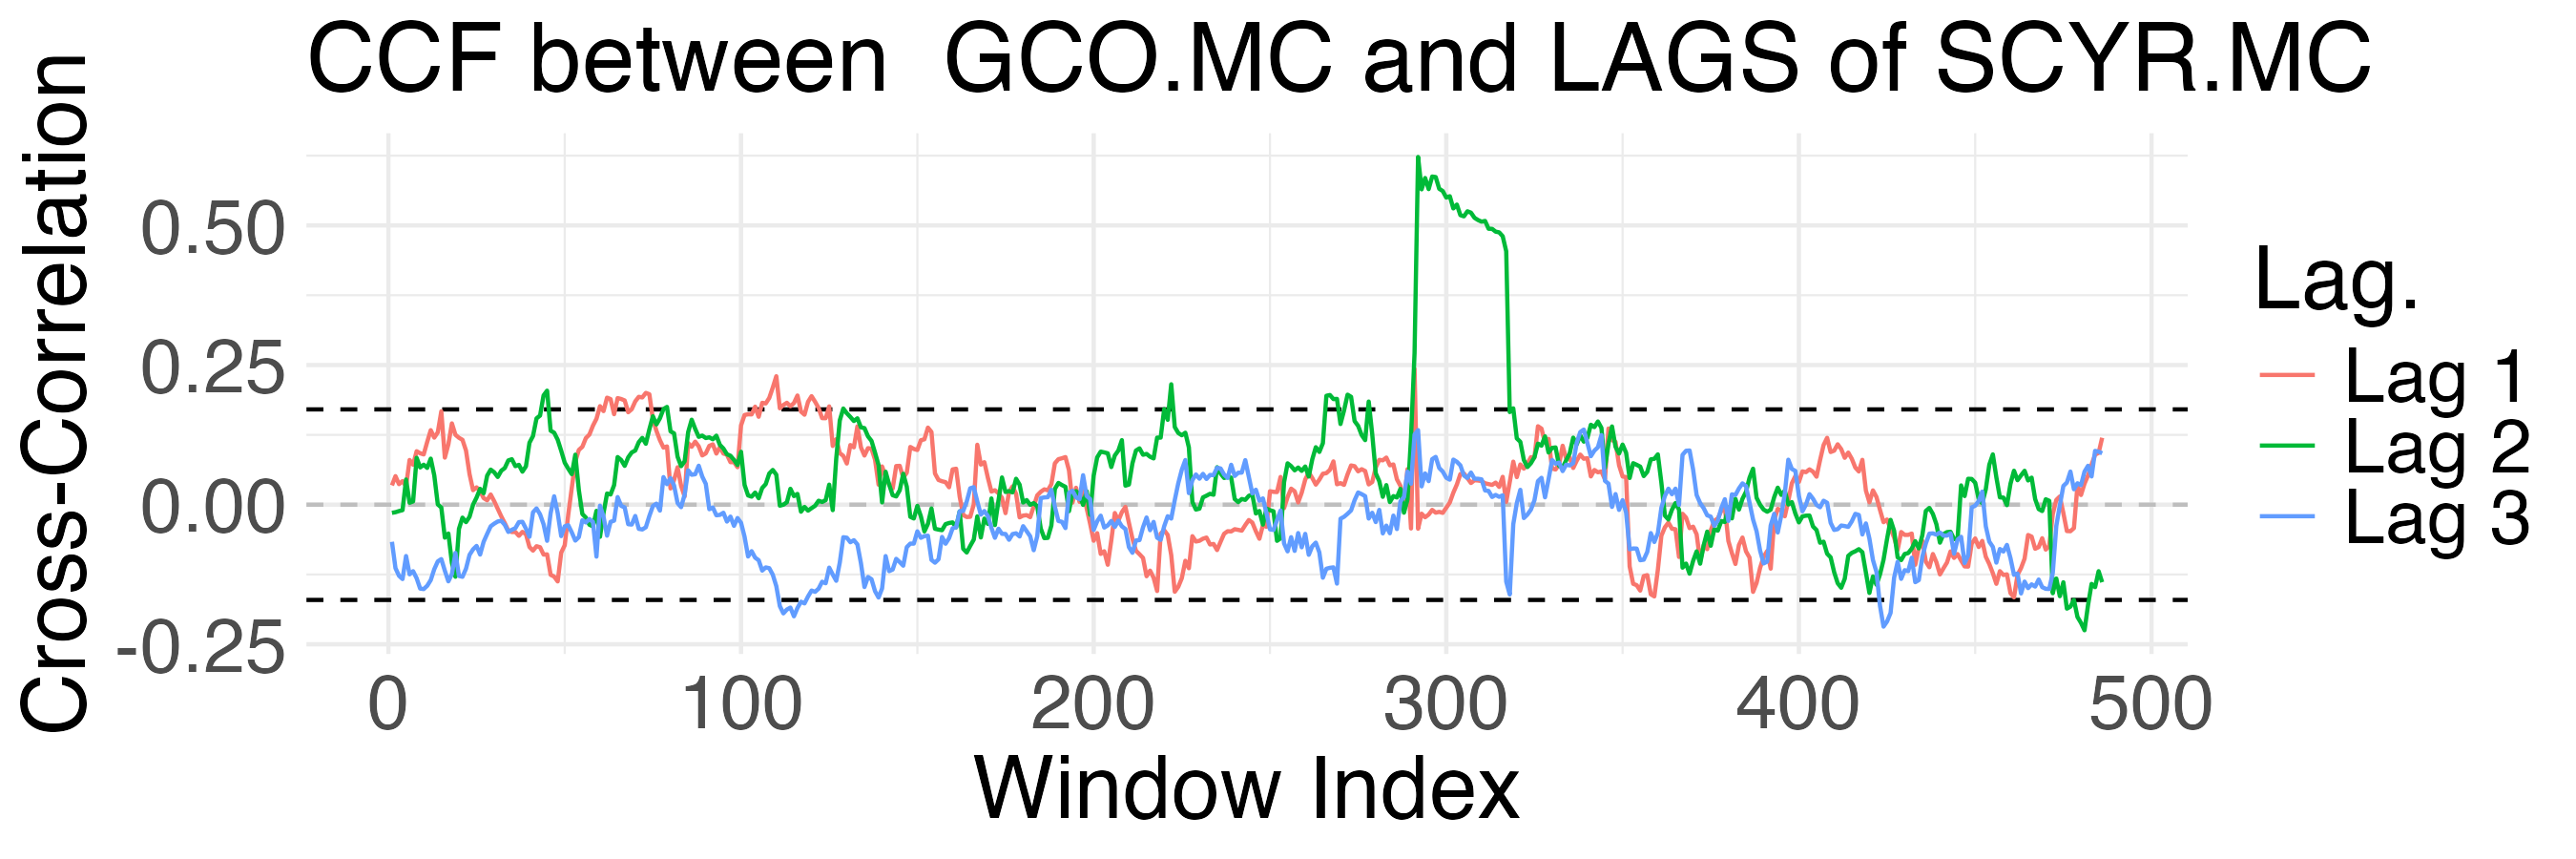 CCF between  GCO.MC and LAGS of SCYR.MC
Cross-Correlation
0.50
0.25
0.00
-0.25
0 100 200 300 400 500
Window Index
Lag.
Lag 1
Lag 2
Lag 3